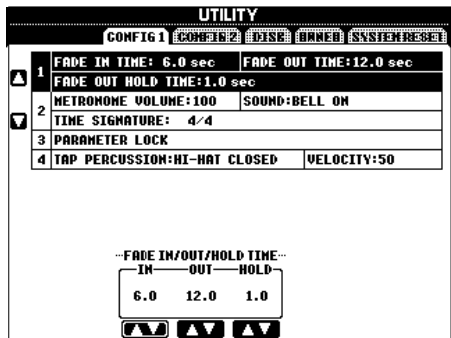 UTILITY
CONFIG 1 CONFIG 2 DISK OWNER SYSTEM RESET
1 FADE IN TIME: 6.0 sec FADE OUT TIME:12.0 sec
FADE OUT HOLD TIME:1.0 sec
2 METRONOME VOLUME:100 SOUND:BELL ON
TIME SIGNATURE: 4/4
3 PARAMETER LOCK
4 TAP PERCUSSION:HI-HAT CLOSED VELOCITY:50
FADE IN/OUT/HOLD TIME
IN OUT HOLD
6.0 12.0 1.0